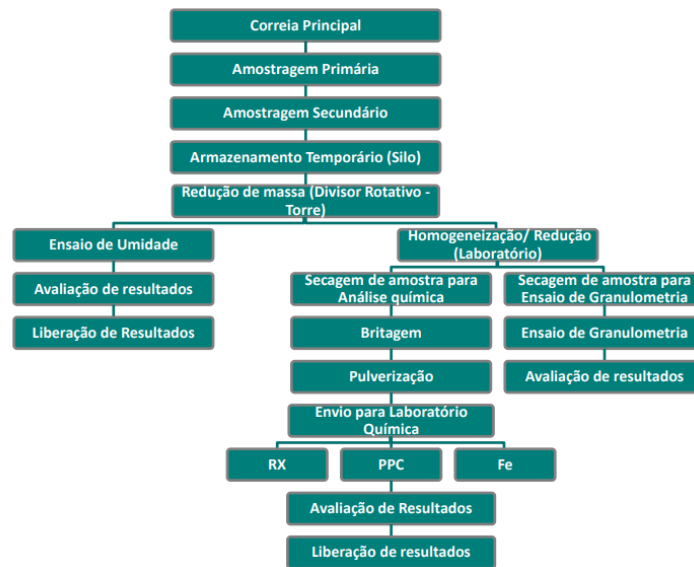 Correia Principal
Amostragem Primária
Amostragem Secundário
Armazenamento Temporário (Silo)
Redução de massa (Divisor Rotativo -
Torre)
Ensaio de Umidade
Avaliação de resultados
Liberação de Resultados
Homogeneização/ Redução
(Laboratório)
Secagem de amostra para
Análise química
Britagem
Pulverização
Envio para Laboratório
Química
RX
PPC
Fe
Avaliação de Resultados
Liberação de resultados
Secagem de amostra para
Ensaio de Granulometria
Ensaio de Granulometria
Avaliação de resultados